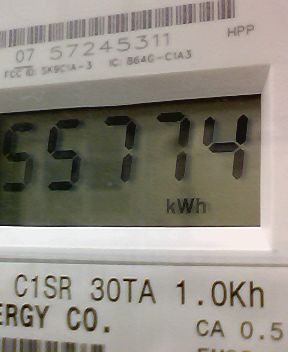 HPP
07 57245311
FCC ID: SK9C1A-3 IC: 864G-C1A3
55774
kWh
C1SR 30TA 1.0Kh
ERGY CO.
CA 0.5